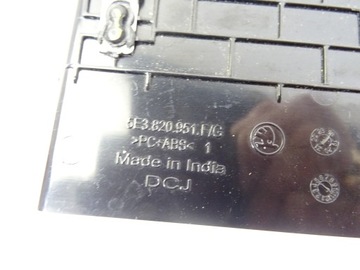 5E3.820.951.F/G
>PC+ABS< 1
Made in India
DCJ